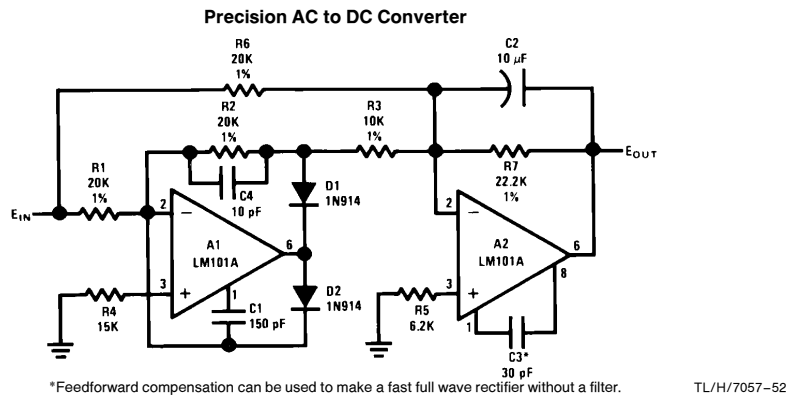 Precision AC to DC Converter
R6
20K
1%
C2
10 μF
R2
20K
1%
R3
10K
1%
EOUT
R1
20K
1%
C4
10 pF
D1
1N914
R7
22.2K
1%
EIN
2
−
A1
LM101A
6
3
+
1
R4
15K
C1
150 pF
D2
1N914
2
−
A2
LM101A
6
8
3
+
1
R5
6.2K
C3*
30 pF
*Feedforward compensation can be used to make a fast full wave rectifier without a filter.
TL/H/7057–52